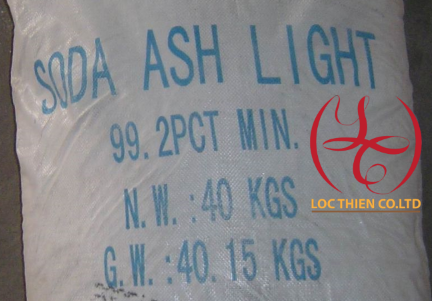 SODA ASH LIGHT
99.2PCT MIN.
N.W.:40 KGS
G.W.:40.15 KGS
LOC THIEN CO.LTD